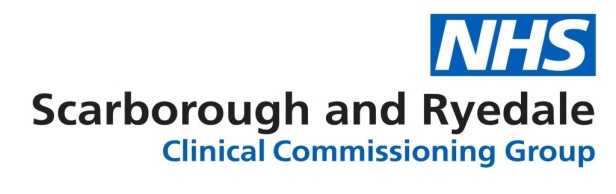 NHS
Scarborough and Ryedale
Clinical Commissioning Group